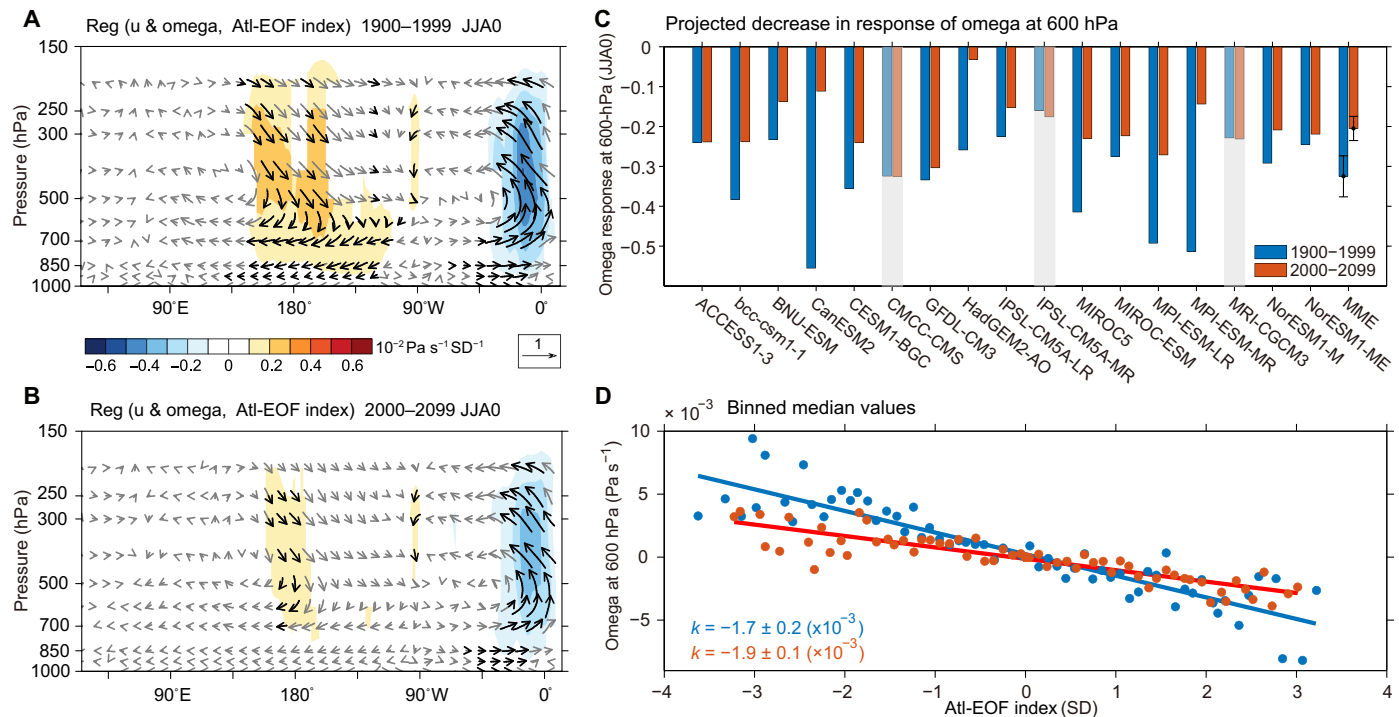 A
Reg (u & omega, Atl-EOF index) 1900−1999 JJA0
150
250
300
500
700
850
1000
Pressure (hPa)
90°E
180°
90°W
0°
−0.6
−0.4
−0.2
0
0.2
0.4
0.6
10−2 Pa s−1 SD−1
1
B
Reg (u & omega, Atl-EOF index) 2000−2099 JJA0
150
250
300
500
700
850
1000
Pressure (hPa)
90°E
180°
90°W
0°
C
Projected decrease in response of omega at 600 hPa
0
−0.1
−0.2
−0.3
−0.4
−0.5
Omega response at 600-hPa (JJA0)
1900−1999
2000−2099
ACCESS1-3
bcc-csm1-1
BNU-ESM
CanESM2
CESM1-BGC
CMCC-CMS
GFDL-CM3
HadGEM2-AO
IPSL-CM5A-LR
IPSL-CM5A-MR
MIROC5
MIROC-ESM
MPI-ESM-LR
MPI-ESM-MR
MRI-CGCM3
NorESM1-M
NorESM1-ME
MME
D
× 10−3
Binned median values
10
5
0
−5
−10
Omega at 600 hPa (Pa s−1)
k = −1.7 ± 0.2 (x10−3)
k = −1.9 ± 0.1 (×10−3)
−4
−3
−2
−1
0
1
2
3
4
Atl-EOF index (SD)